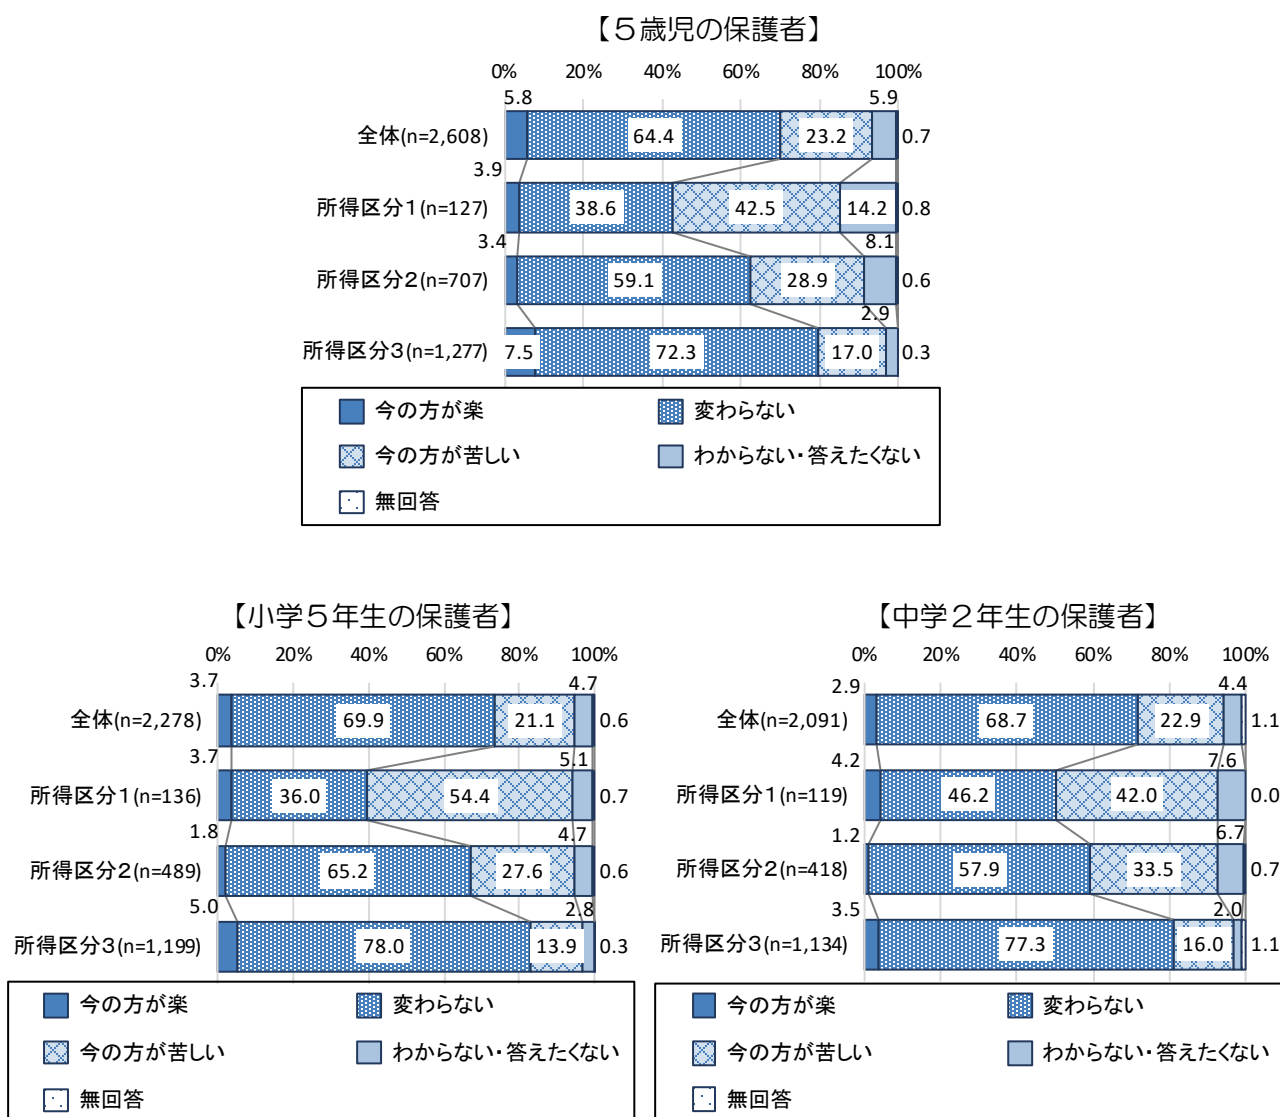 【５歳児の保護者】
0% 20% 40% 60% 80% 100%
5.8 5.9
全体(n=2,608) 64.4 23.2 0.7
3.9
所得区分1(n=127) 38.6 42.5 14.2 0.8
3.4 8.1
所得区分2(n=707) 59.1 28.9 0.6
2.9
所得区分3(n=1,277) 7.5 72.3 17.0 0.3
今の方が楽 変わらない
今の方が苦しい わからない・答えたくない
無回答
【小学５年生の保護者】
0% 20% 40% 60% 80% 100%
3.7 4.7
全体(n=2,278) 69.9 21.1 0.6
3.7 5.1
所得区分1(n=136) 36.0 54.4 0.7
1.8 4.7
所得区分2(n=489) 65.2 27.6 0.6
5.0 2.8
所得区分3(n=1,199) 78.0 13.9 0.3
今の方が楽 変わらない
今の方が苦しい わからない・答えたくない
無回答
【中学２年生の保護者】
0% 20% 40% 60% 80% 100%
2.9 4.4
全体(n=2,091) 68.7 22.9 1.1
4.2 7.6
所得区分1(n=119) 46.2 42.0 0.0
1.2 6.7
所得区分2(n=418) 57.9 33.5 0.7
3.5 2.0
所得区分3(n=1,134) 77.3 16.0 1.1
今の方が楽 変わらない
今の方が苦しい わからない・答えたくない
無回答